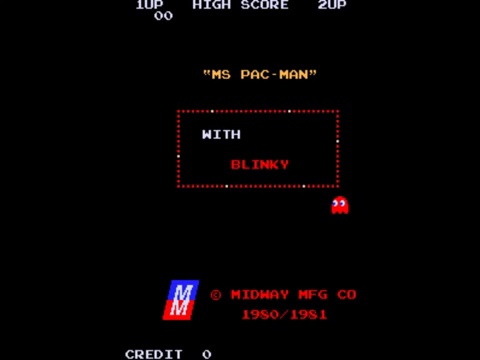 1UP HIGH SCORE 2UP
00
"MS PAC-MAN"
WITH
BLINKY
MM
© MIDWAY MFG CO
1980/1981
CREDIT 0